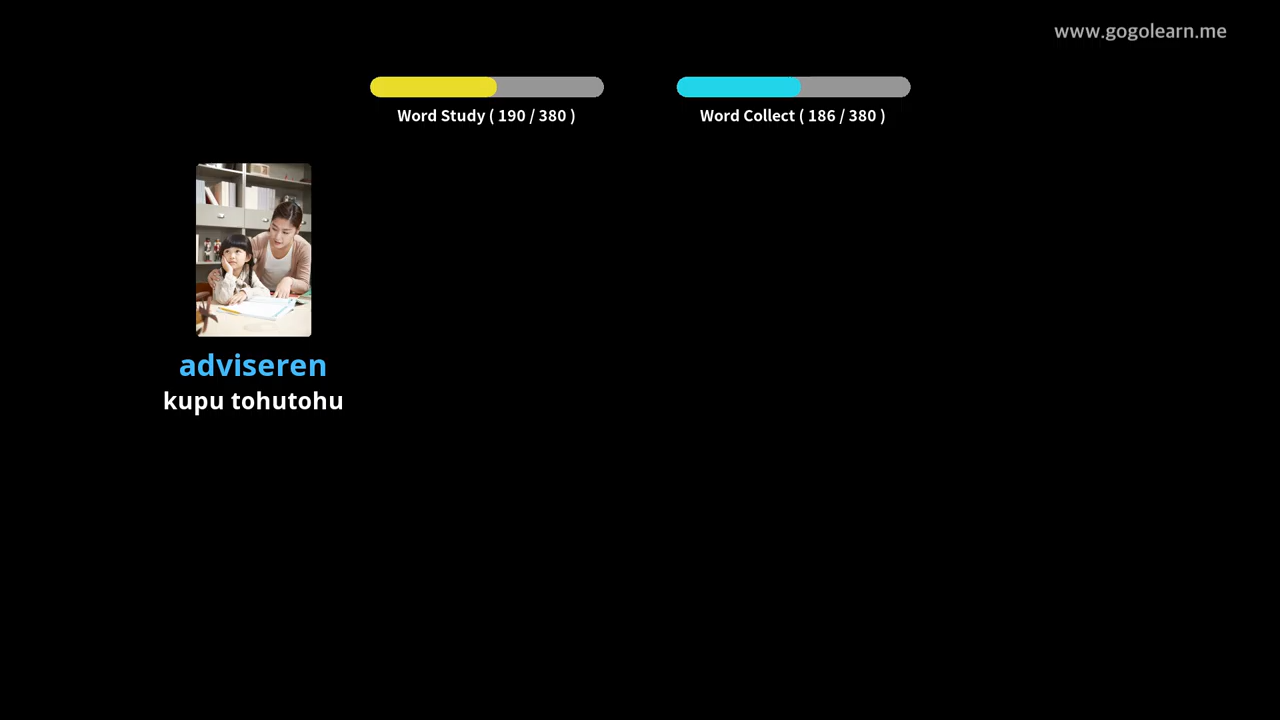 www.gogolearn.me
Word Study ( 190 / 380 )
Word Collect ( 186 / 380 )
adviseren
kupu tohutohu